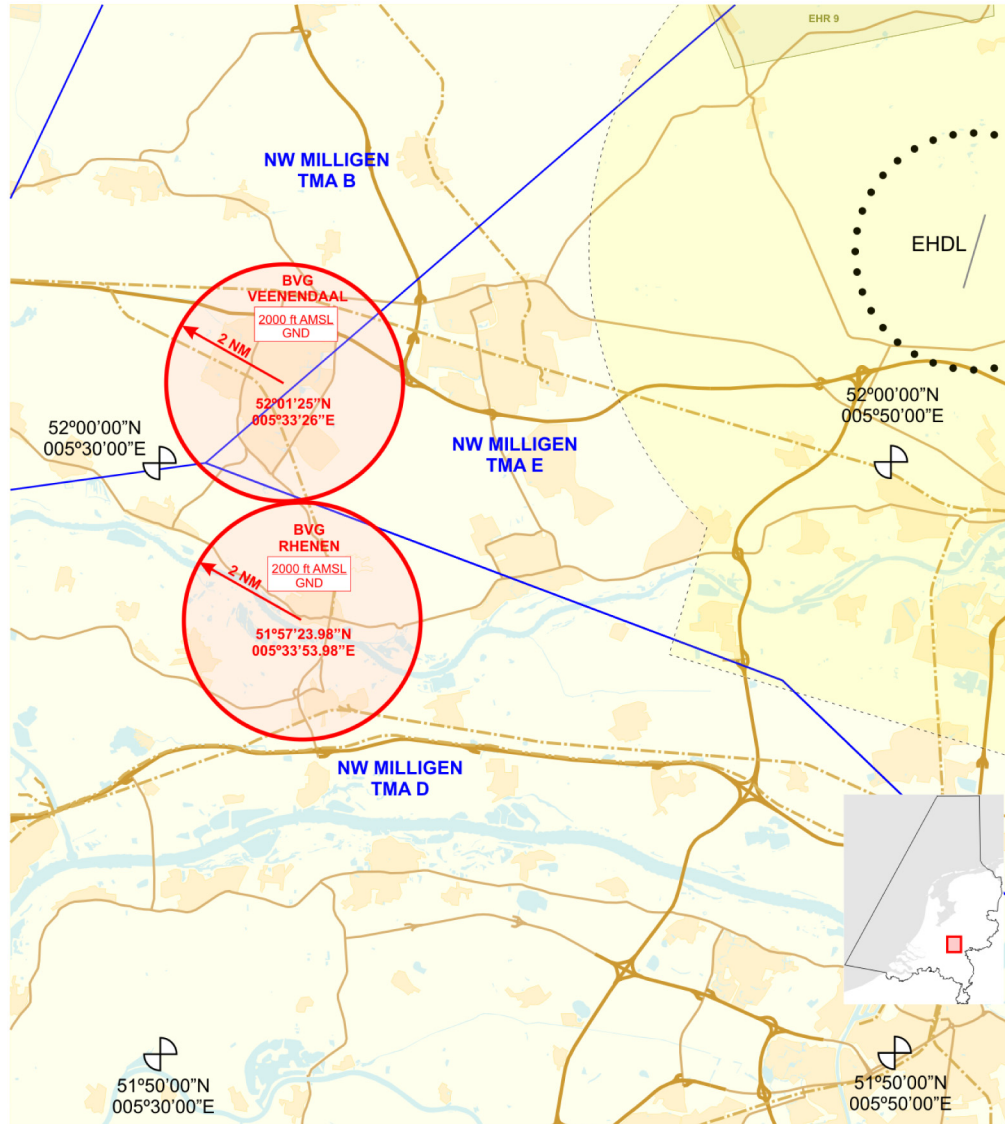 EHR 9
NW MILLIGEN
TMA B
EHDL
BVG
VEENENDAAL
2000 ft AMSL
GND
2 NM
52º01’25”N
005º33’26”E
52º00’00”N
005º30’00”E
52º00’00”N
005º50’00”E
NW MILLIGEN
TMA E
BVG
RHENEN
2000 ft AMSL
GND
2 NM
51º57’23.98”N
005º33’53.98”E
NW MILLIGEN
TMA D
51º50’00”N
005º30’00”E
51º50’00”N
005º50’00”E